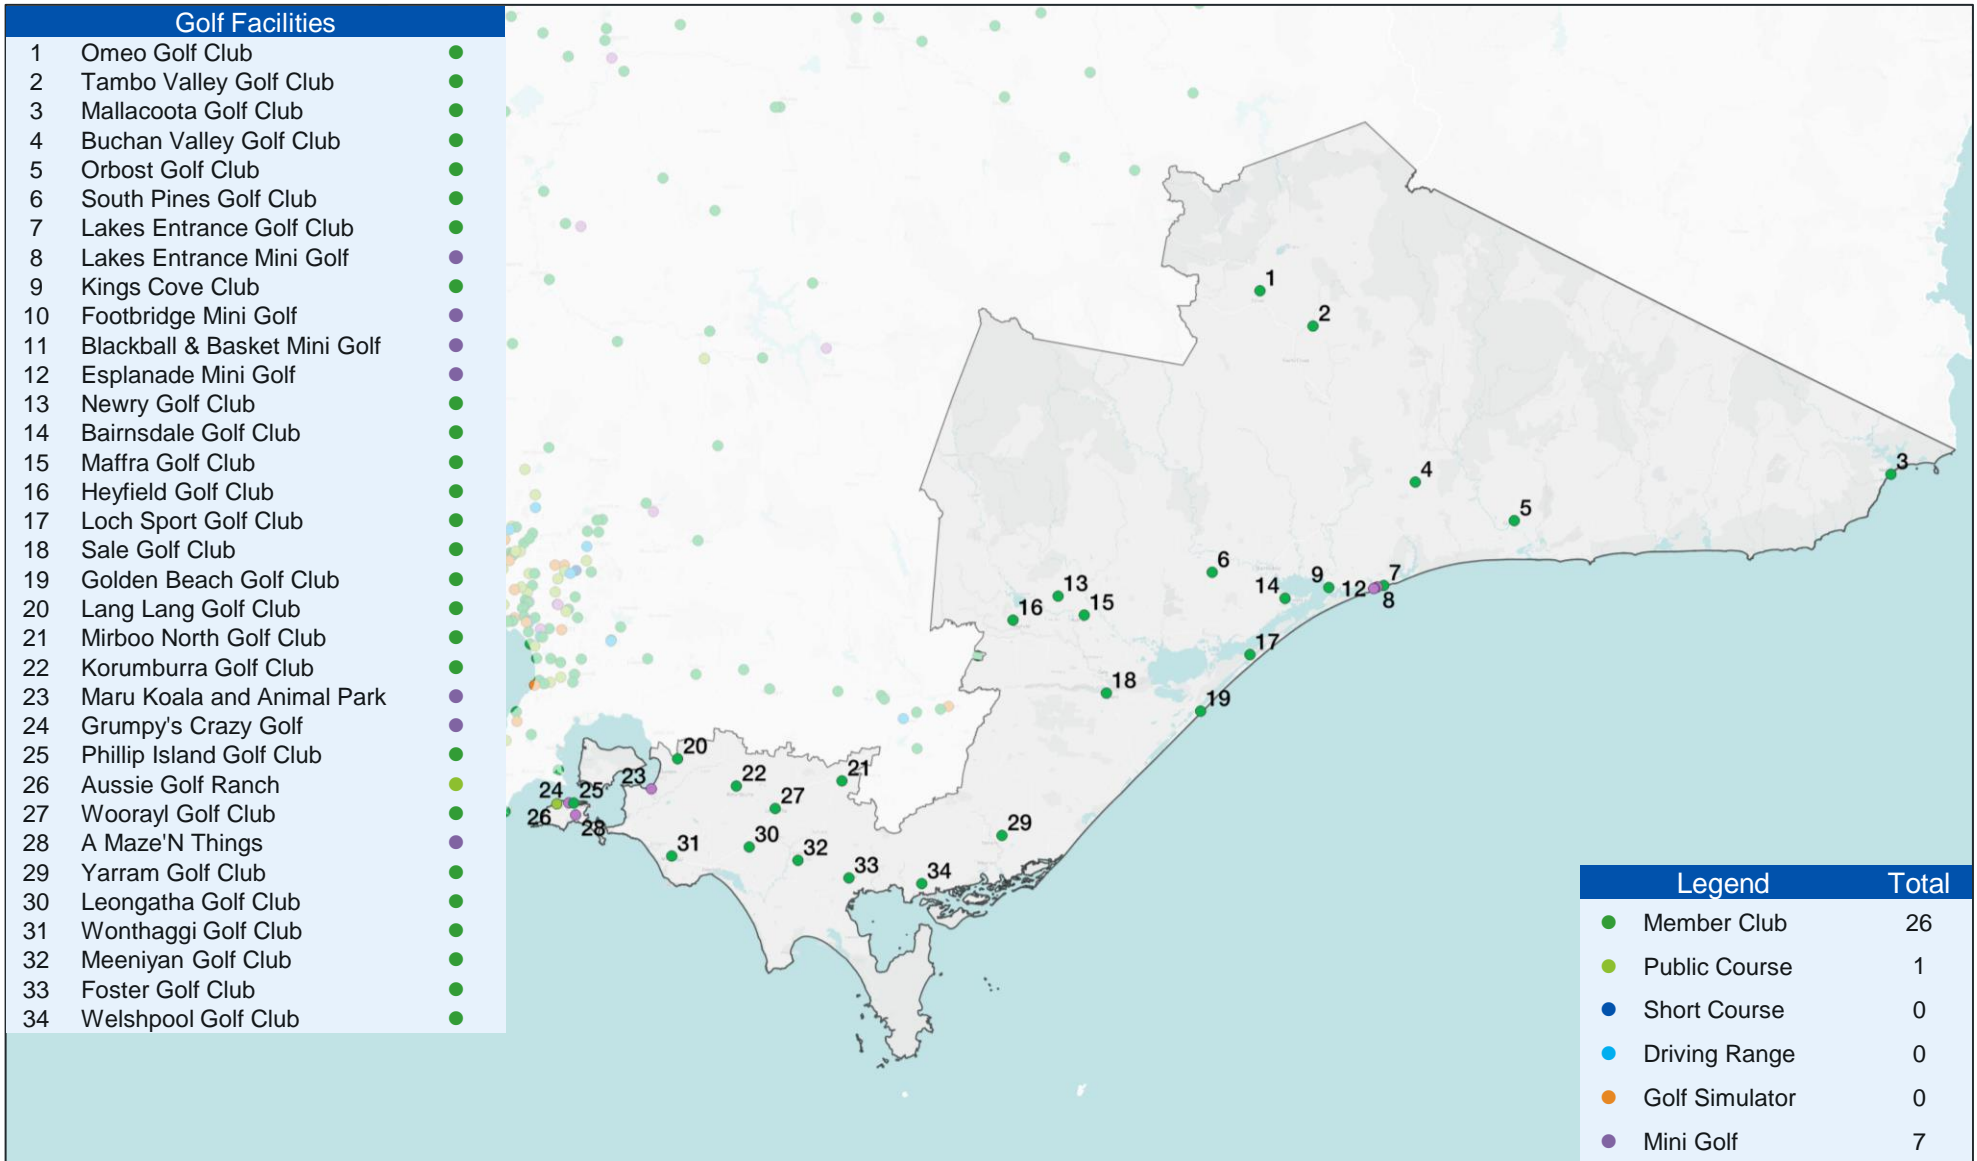 Golf Facilities
1 Omeo Golf Club
2 Tambo Valley Golf Club
3 Mallacoota Golf Club
4 Buchan Valley Golf Club
5 Orbost Golf Club
6 South Pines Golf Club
7 Lakes Entrance Golf Club
8 Lakes Entrance Mini Golf
9 Kings Cove Club
10 Footbridge Mini Golf
11 Blackball & Basket Mini Golf
12 Esplanade Mini Golf
13 Newry Golf Club
14 Bairnsdale Golf Club
15 Maffra Golf Club
16 Heyfield Golf Club
17 Loch Sport Golf Club
18 Sale Golf Club
19 Golden Beach Golf Club
20 Lang Lang Golf Club
21 Mirboo North Golf Club
22 Korumburra Golf Club
23 Maru Koala and Animal Park
24 Grumpy's Crazy Golf
25 Phillip Island Golf Club
26 Aussie Golf Ranch
27 Woorayl Golf Club
28 A Maze'N Things
29 Yarram Golf Club
30 Leongatha Golf Club
31 Wonthaggi Golf Club
32 Meeniyan Golf Club
33 Foster Golf Club
34 Welshpool Golf Club
1
2
3
4
5
6
7
9
12
14
8
13
16
15
17
18
19
20
23
22
21
24
25
27
26
28
29
31
30
32
33
34
Legend Total
Member Club 26
Public Course 1
Short Course 0
Driving Range 0
Golf Simulator 0
Mini Golf 7